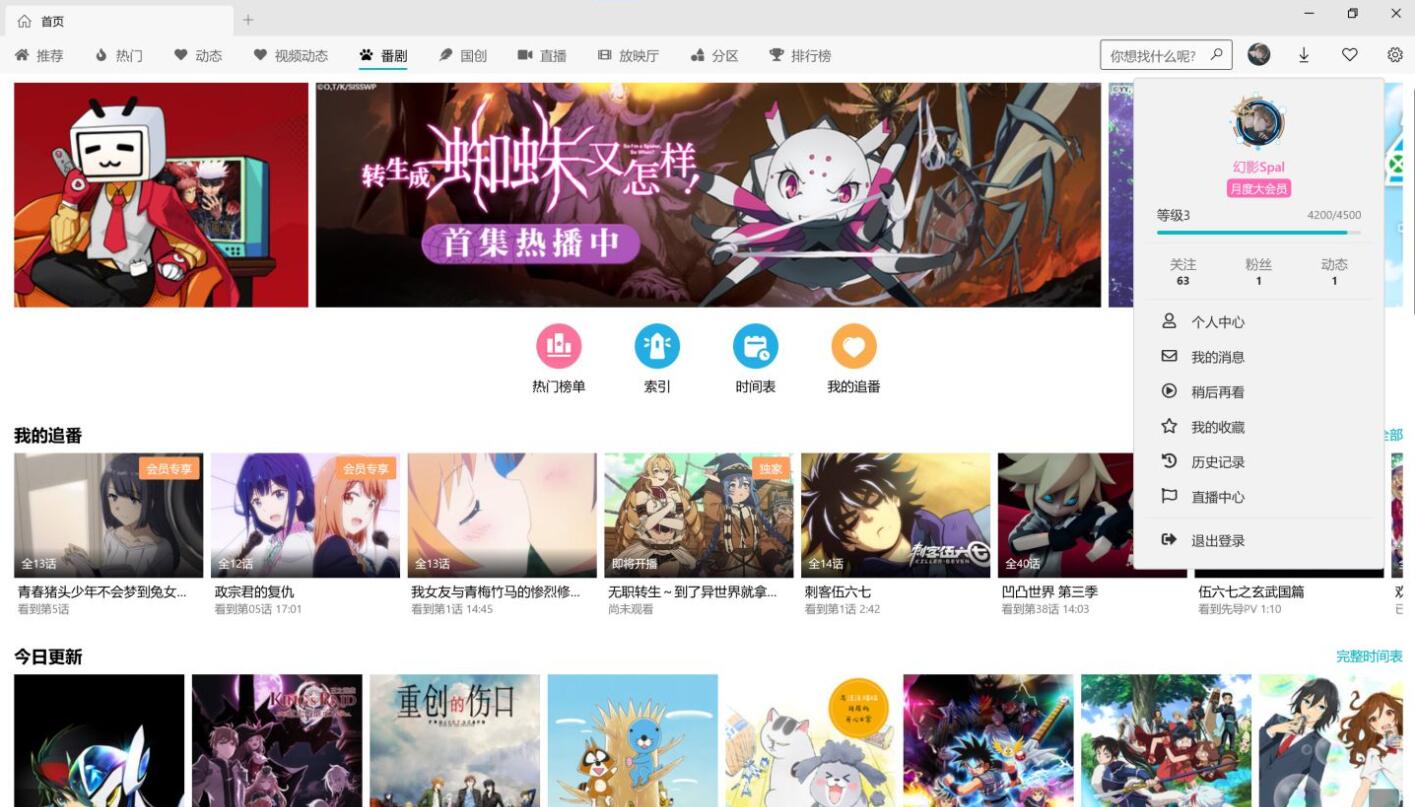 首页
推荐 热门 动态 视频动态 番剧 国创 直播 放映厅 分区 排行榜 你想找什么呢?
©O,T/K/SISSWP
转生成蜘蛛又怎样!
So I'm a Spider, So What?
首集热播中
幻影Spal
月度大会员
等级3 4200/4500
关注 粉丝 动态
63 1 1
个人中心
我的消息
稍后再看
我的收藏
历史记录
直播中心
退出登录
热门榜单 索引 时间表 我的追番
我的追番 全部
会员专享 会员专享 独家
刺客伍六七
KILLER·SEVEN
全13话 全12话 全13话 即将开播 全14话 全40话
青春猪头少年不会梦到兔女... 政宗君的复仇 我女友与青梅竹马的惨烈修... 无职转生~到了异世界就拿... 刺客伍六七 凹凸世界 第三季 伍六七之玄武国篇
看到第5话 看到第05话 17:01 看到第1话 14:45 尚未观看 看到第1话 2:42 看到第38话 14:03 看到先导PV 1:10
今日更新 完整时间表
KING's RAID
重创的伤口